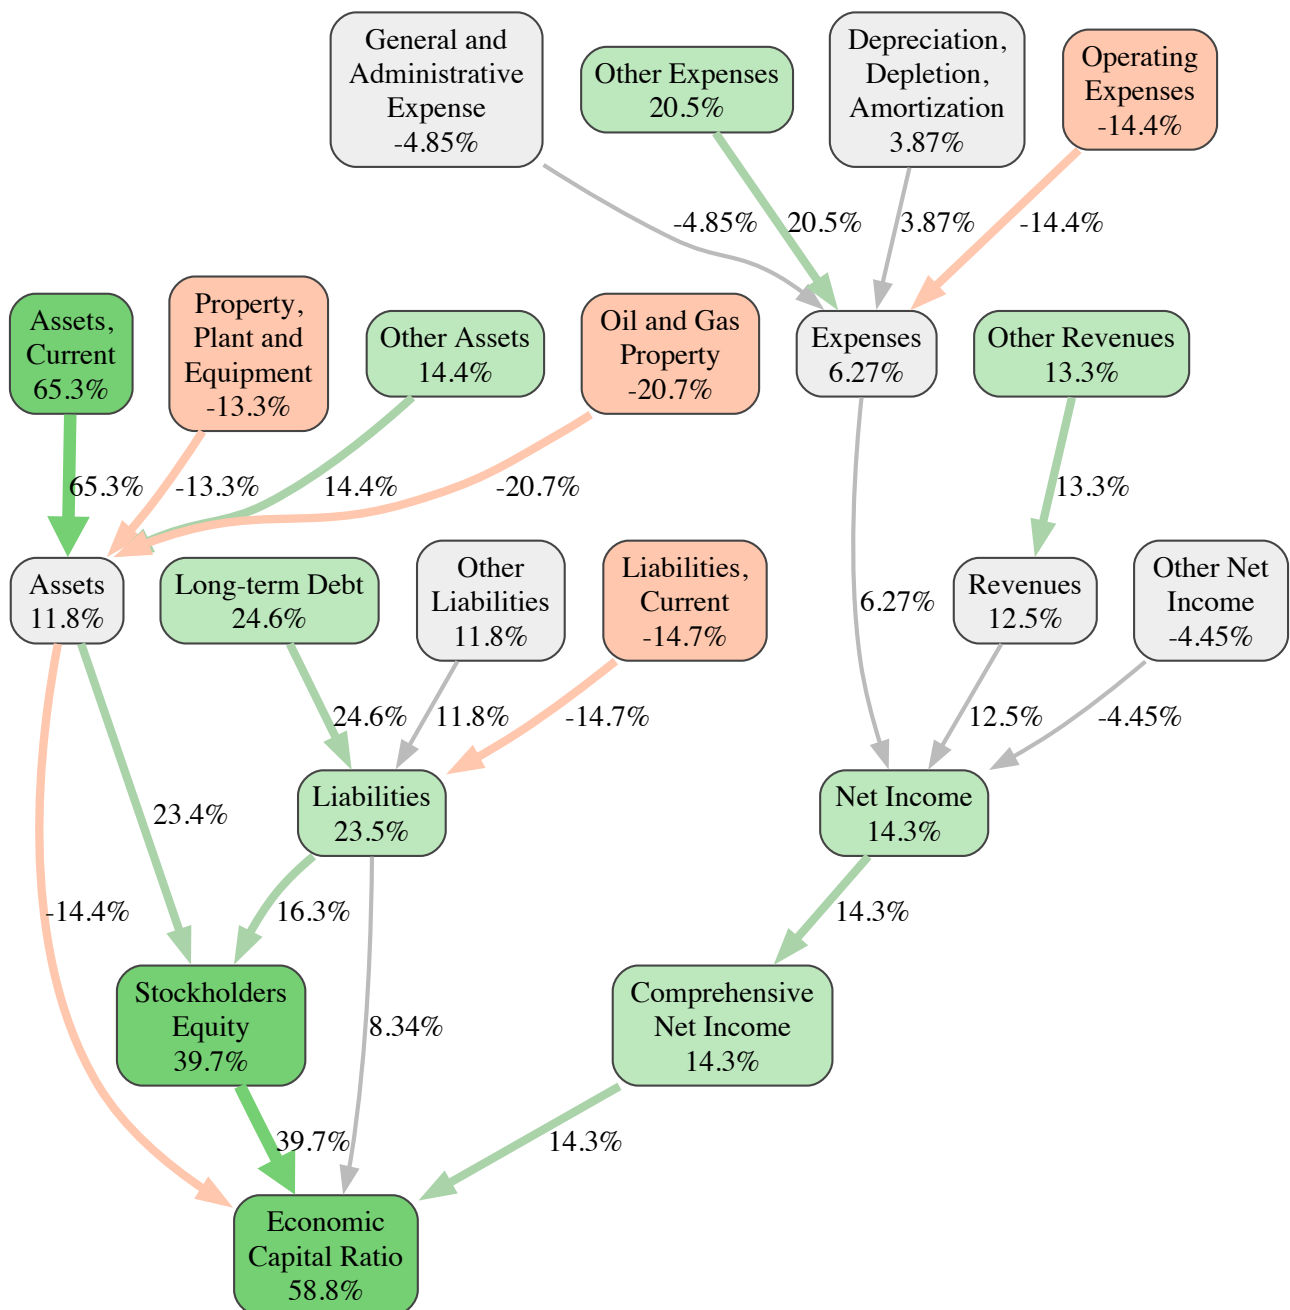 General and
Administrative
Expense
-4.85%
Other Expenses
20.5%
Depreciation,
Depletion,
Amortization
3.87%
Operating
Expenses
-14.4%
-4.85%
20.5%
3.87%
-14.4%
Assets,
Current
65.3%
Property,
Plant and
Equipment
-13.3%
Other Assets
14.4%
Oil and Gas
Property
-20.7%
Expenses
6.27%
Other Revenues
13.3%
65.3%
-13.3%
14.4%
-20.7%
13.3%
Assets
11.8%
Long-term Debt
24.6%
Other
Liabilities
11.8%
Liabilities,
Current
-14.7%
6.27%
Revenues
12.5%
Other Net
Income
-4.45%
24.6%
11.8%
-14.7%
12.5%
-4.45%
23.4%
Liabilities
23.5%
Net Income
14.3%
-14.4%
16.3%
14.3%
Stockholders
Equity
39.7%
8.34%
Comprehensive
Net Income
14.3%
39.7%
14.3%
Economic
Capital Ratio
58.8%